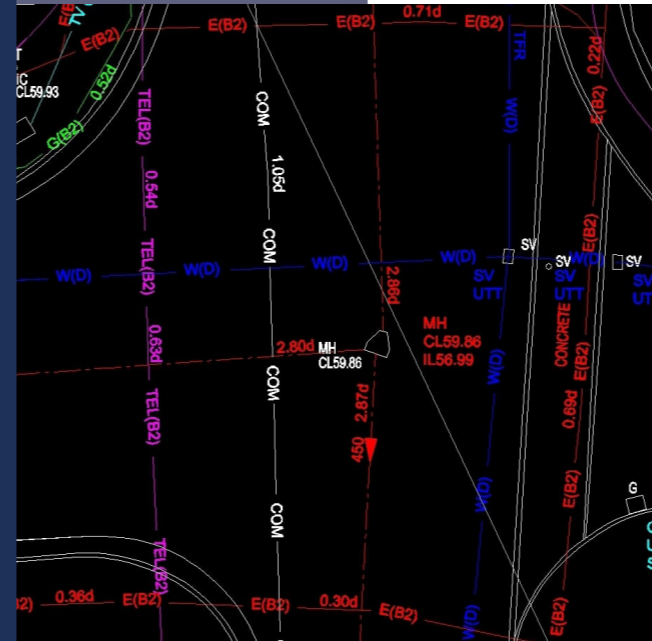 E(B2)
E(B2)
E(B2)
0.71d
E(B2)
TV
E(B
IC
CL59.93
0.52d
G(B2)
TEL(B2)
0.54d
TEL(B2)
0.63d
TEL(B2)
TEL(B2)
COM
1.05d
COM
COM
COM
TFR
W(D)
0.22d
E(B2)
E(B2)
W(D)
W(D)
W(D)
W(D)
W(D)
SV
SV
SV
SV
UTT
SV
UTT
SV
UT
2.86d
MH
CL59.86
IL56.99
2.80d
MH
CL59.86
CONCRETE
E(B2)
0.69d
E(B2)
E(B2)
W(D)
W(D)
W(D)
2.87d
450
G
32)
0.36d
E(B2)
E(B2)
0.30d
E(B2)